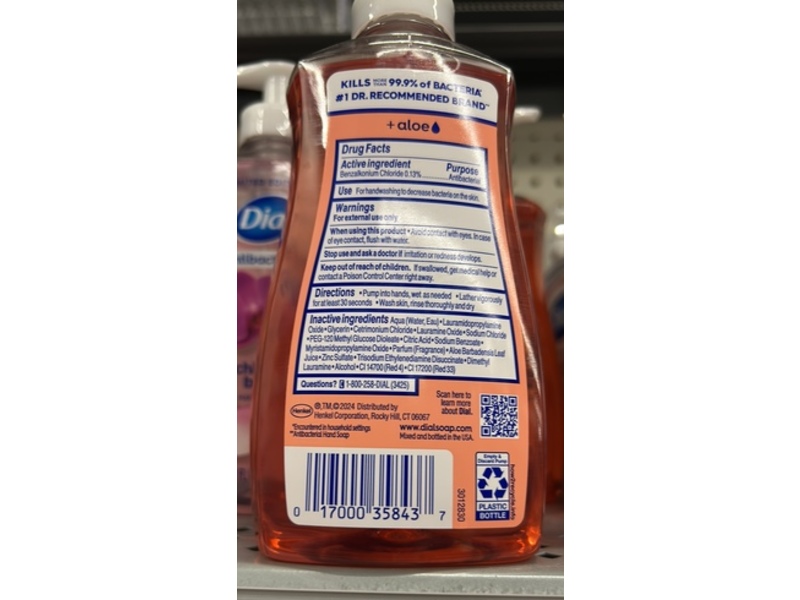 KILLS MORE THAN 99.9% of BACTERIA*
#1 DR. RECOMMENDED BRAND**
+ aloe
Drug Facts
Active ingredient Purpose
Benzalkonium Chloride 0.13% Antibacterial
Use For handwashing to decrease bacteria on the skin.
Warnings
For external use only
When using this product • Avoid contact with eyes. In case
of eye contact, flush with water.
Stop use and ask a doctor if irritation or redness develops.
Keep out of reach of children. If swallowed, get medical help or
contact a Poison Control Center right away.
Directions • Pump into hands, wet as needed • Lather vigorously
for at least 30 seconds • Wash skin, rinse thoroughly and dry
Inactive ingredients Aqua (Water, Eau) • Lauramidopropylamine
Oxide • Glycerin • Cetrimonium Chloride • Lauramine Oxide • Sodium Chloride
• PEG-120 Methyl Glucose Dioleate • Citric Acid • Sodium Benzoate •
Myristamidopropylamine Oxide • Parfum (Fragrance) • Aloe Barbadensis Leaf
Juice • Zinc Sulfate • Trisodium Ethylenediamine Disuccinate • Dimethyl
Lauramine • Alcohol • CI 14700 (Red 4) • CI 17200 (Red 33)
Questions? 1-800-258-DIAL (3425)
Henkel
®, TM, © 2024 Distributed by
Henkel Corporation, Rocky Hill, CT 06067
*Encountered in household settings
**Antibacterial Hand Soap
Scan here to
learn more
about Dial.
www.dialsoap.com
Mixed and bottled in the USA.
0 17000 35843 7
3012830
Empty &
Discard Pump
PLASTIC
BOTTLE
how2recycle.info
Dial